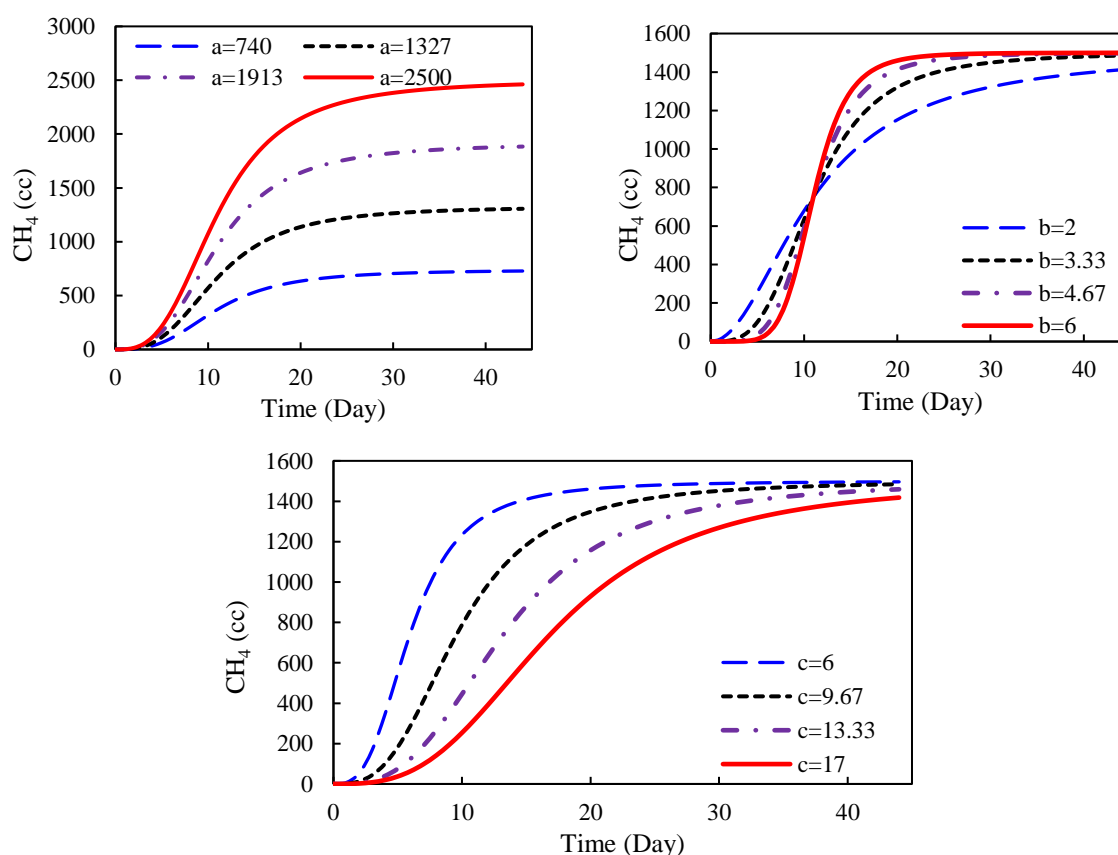 3000
2500
2000
1500
1000
500
0
CH₄ (cc)
a=740 a=1327
a=1913 a=2500
0 10 20 30 40
Time (Day)
1600
1400
1200
1000
800
600
400
200
0
CH₄ (cc)
b=2
b=3.33
b=4.67
b=6
0 10 20 30 40
Time (Day)
1600
1400
1200
1000
800
600
400
200
0
CH₄ (cc)
c=6
c=9.67
c=13.33
c=17
0 10 20 30 40
Time (Day)